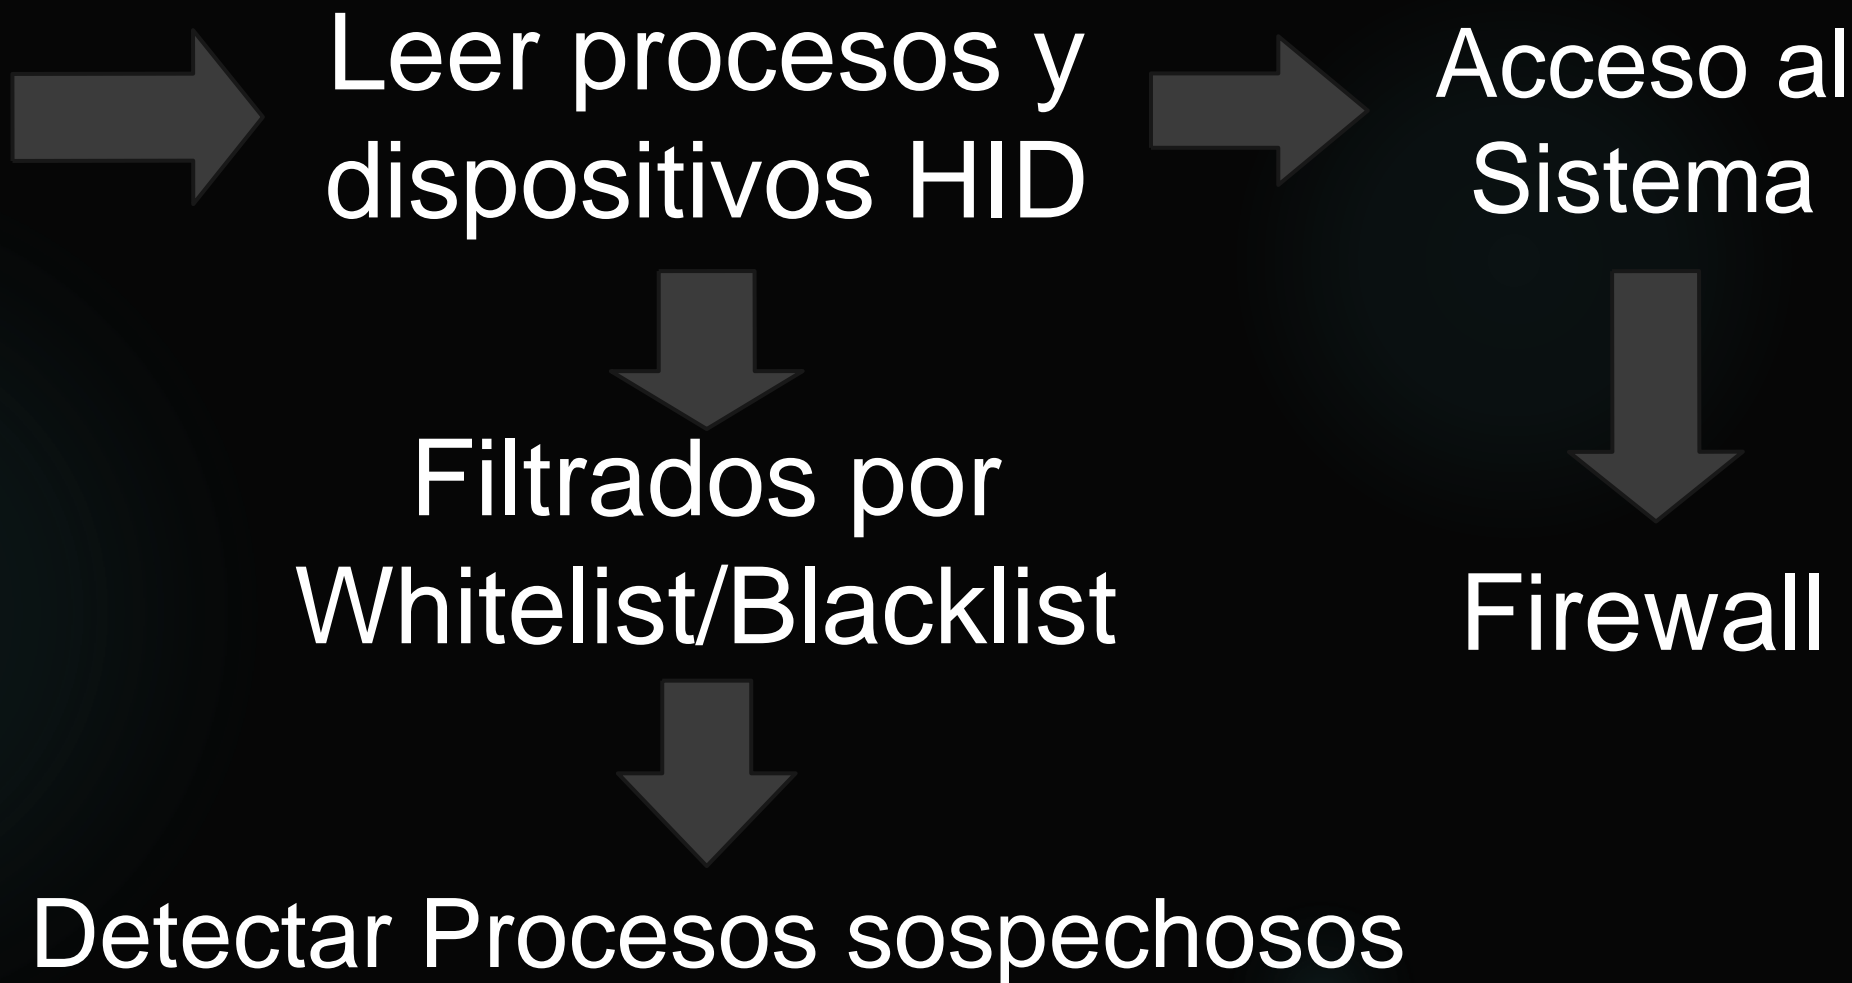 Leer procesos y
dispositivos HID
Acceso al
Sistema
Filtrados por
Whitelist/Blacklist
Firewall
Detectar Procesos sospechosos